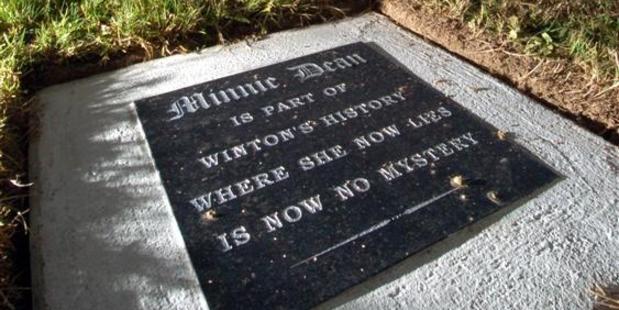 Minnie Dean
IS PART OF
WINTON'S HISTORY
WHERE SHE NOW LIES
IS NOW NO MYSTERY